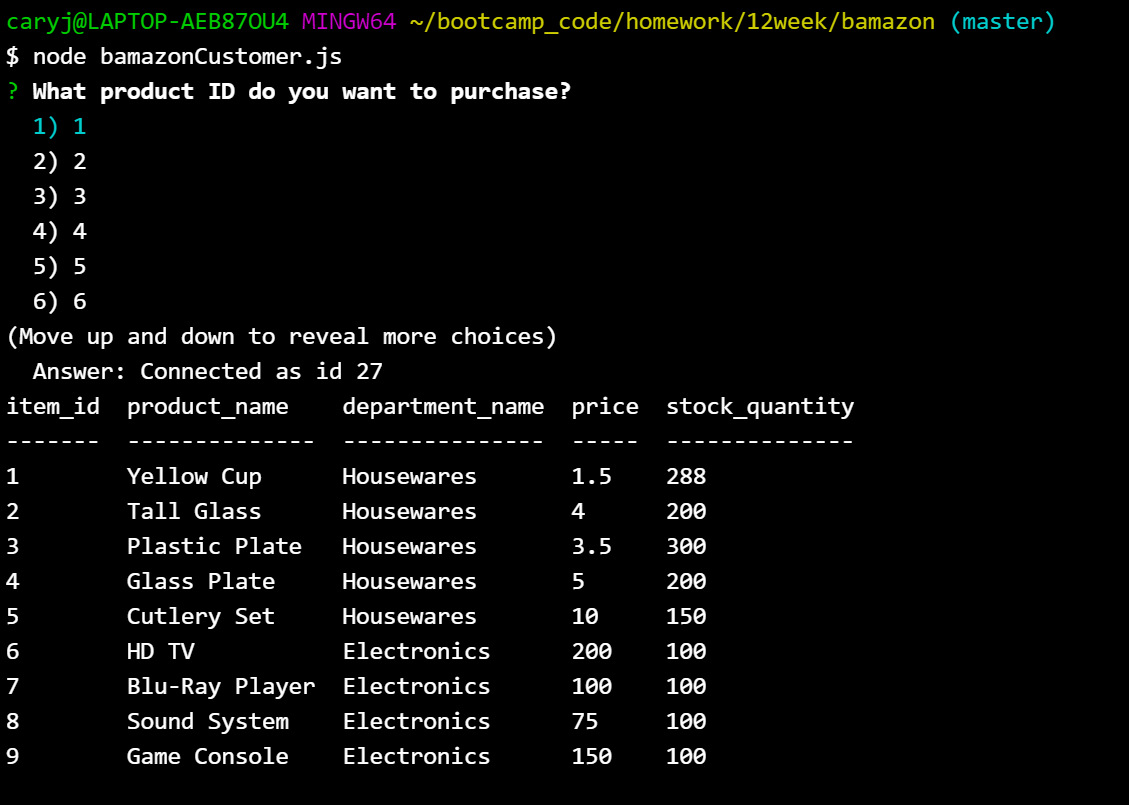 caryj@LAPTOP-AEB87OU4 MINGW64 ~/bootcamp_code/homework/12week/bamazon (master)
$ node bamazonCustomer.js
? What product ID do you want to purchase?
  1) 1
  2) 2
  3) 3
  4) 4
  5) 5
  6) 6
(Move up and down to reveal more choices)
  Answer: Connected as id 27
item_id  product_name    department_name  price  stock_quantity
-------  --------------  ---------------  -----  --------------
1        Yellow Cup      Housewares       1.5    288
2        Tall Glass      Housewares       4      200
3        Plastic Plate   Housewares       3.5    300
4        Glass Plate     Housewares       5      200
5        Cutlery Set     Housewares       10     150
6        HD TV           Electronics      200    100
7        Blu-Ray Player  Electronics      100    100
8        Sound System    Electronics      75     100
9        Game Console    Electronics      150    100